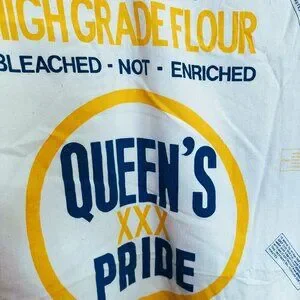 HIGH GRADE FLOUR
BLEACHED - NOT - ENRICHED
QUEEN'S
XXX
PRIDE